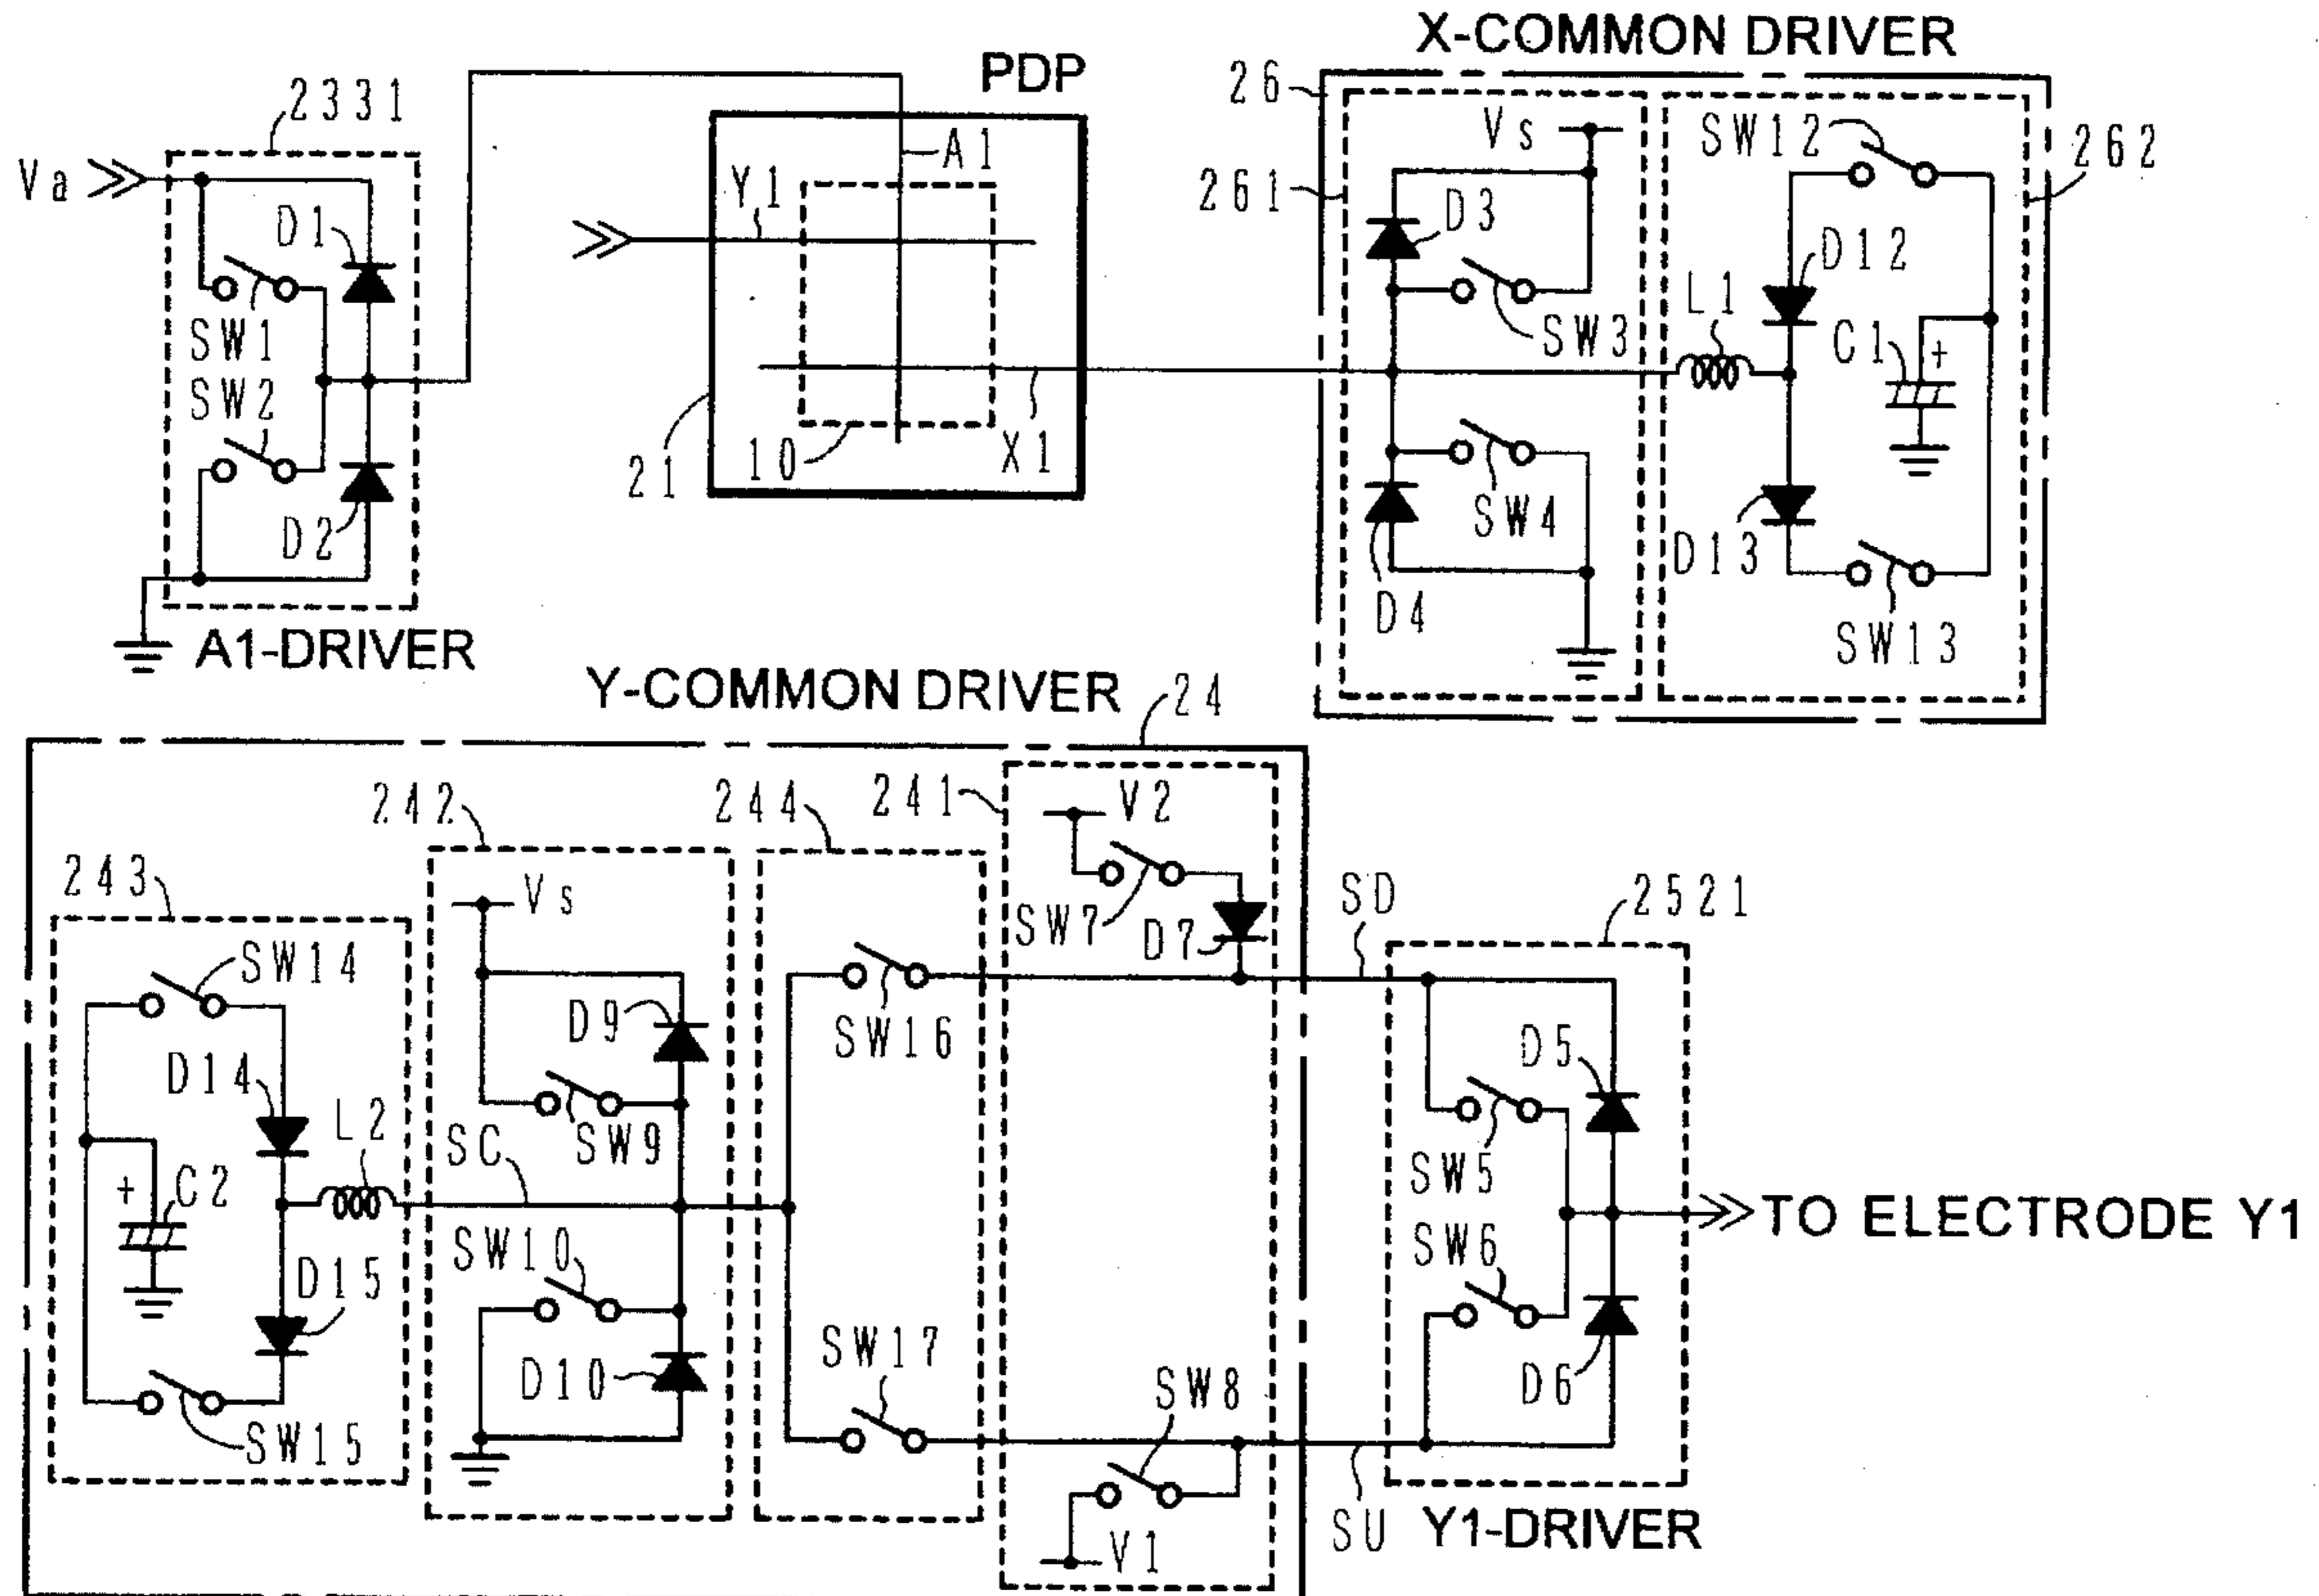 X-COMMON DRIVER
PDP
2331
26
Va
Vs
SW12
A1
262
Y1
261
D1
D3
D12
L1
SW1
SW3
C1
+
SW2
10
X1
21
SW4
D2
D13
D4
SW13
A1-DRIVER
Y-COMMON DRIVER
24
242
244
241
V2
243
Vs
SD
2521
SW7
D7
SW14
D9
SW16
D5
D14
L2
SC
SW9
SW5
+
C2
TO ELECTRODE Y1
SW10
SW6
D15
SW17
D10
SW8
D6
SW15
V1
SU
Y1-DRIVER